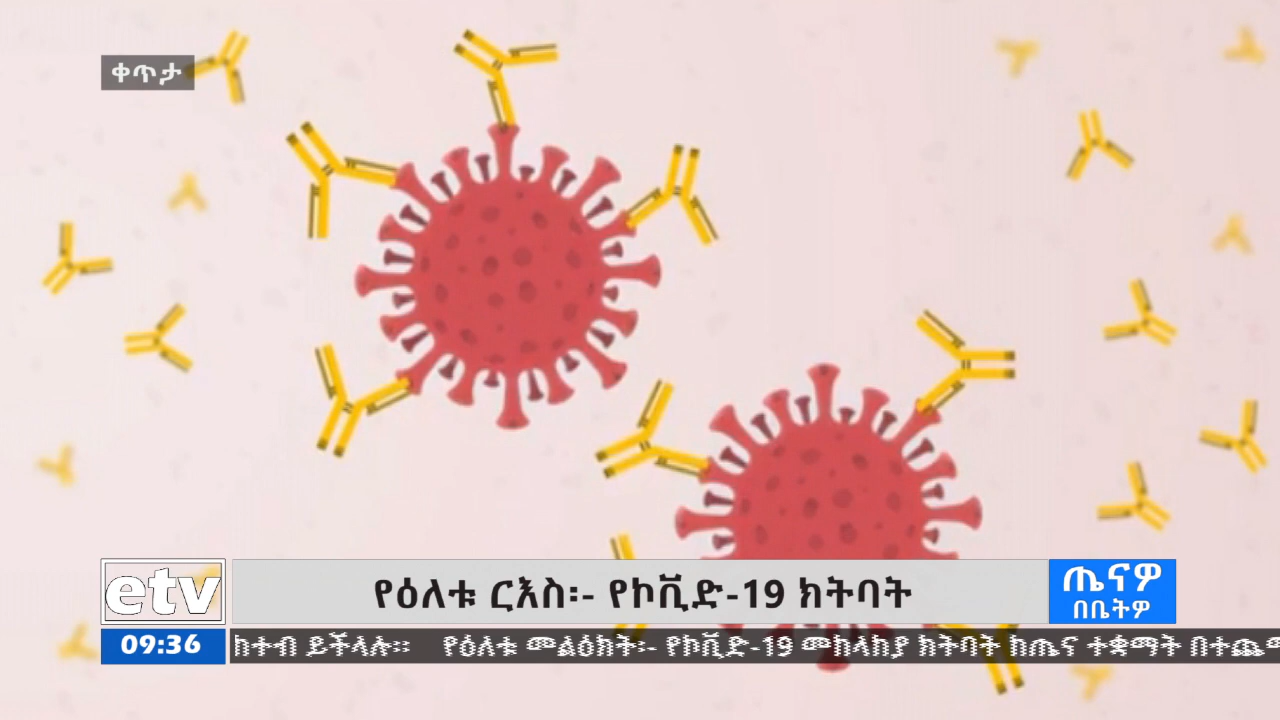 ቀጥታ
etv
የዕለቱ ርእስ፡- የኮቪድ-19 ክትባት
ጤናዎ
በቤትዎ
09:36
ከተብ ይችላሉ። የዕለቱ መልዕክት፡- የኮቪድ-19 መከላከያ ክትባት ከጤና ተቋማት በተጨ